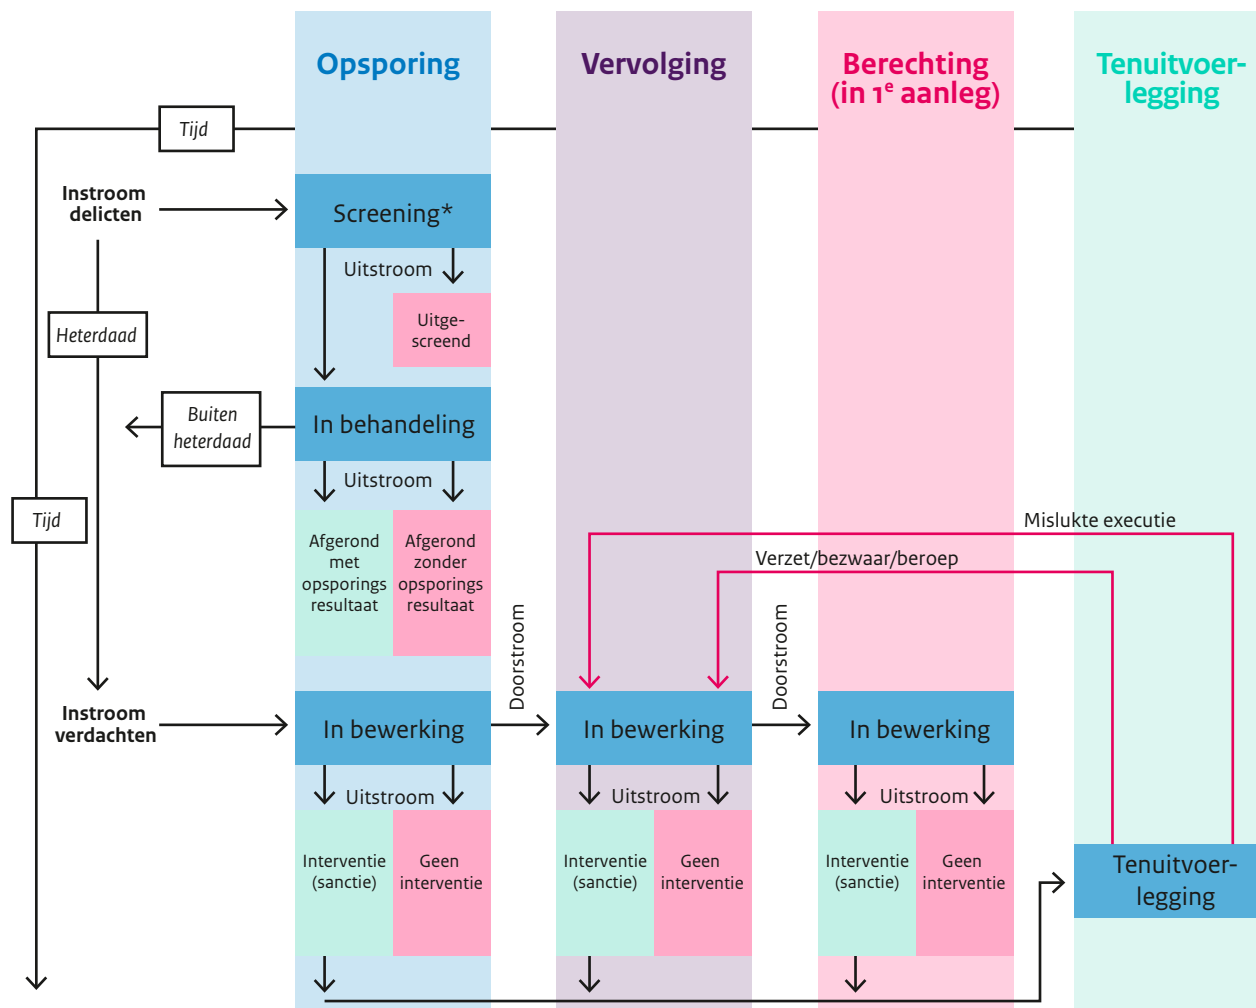 Opsporing
Vervolging
Berechting
(in 1e aanleg)
Tenuitvoer-
legging
Tijd
Instroom
delicten
Screening*
Uitstroom
Uitge-
screend
Heterdaad
Buiten
heterdaad
In behandeling
Uitstroom
Tijd
Afgerond
met
opsporings
resultaat
Afgerond
zonder
opsporings
resultaat
Mislukte executie
Verzet/bezwaar/beroep
Doorstroom
Doorstroom
Instroom
verdachten
In bewerking
In bewerking
In bewerking
Uitstroom
Uitstroom
Uitstroom
Interventie
(sanctie)
Geen
interventie
Interventie
(sanctie)
Geen
interventie
Interventie
(sanctie)
Geen
interventie
Tenuitvoer-
legging